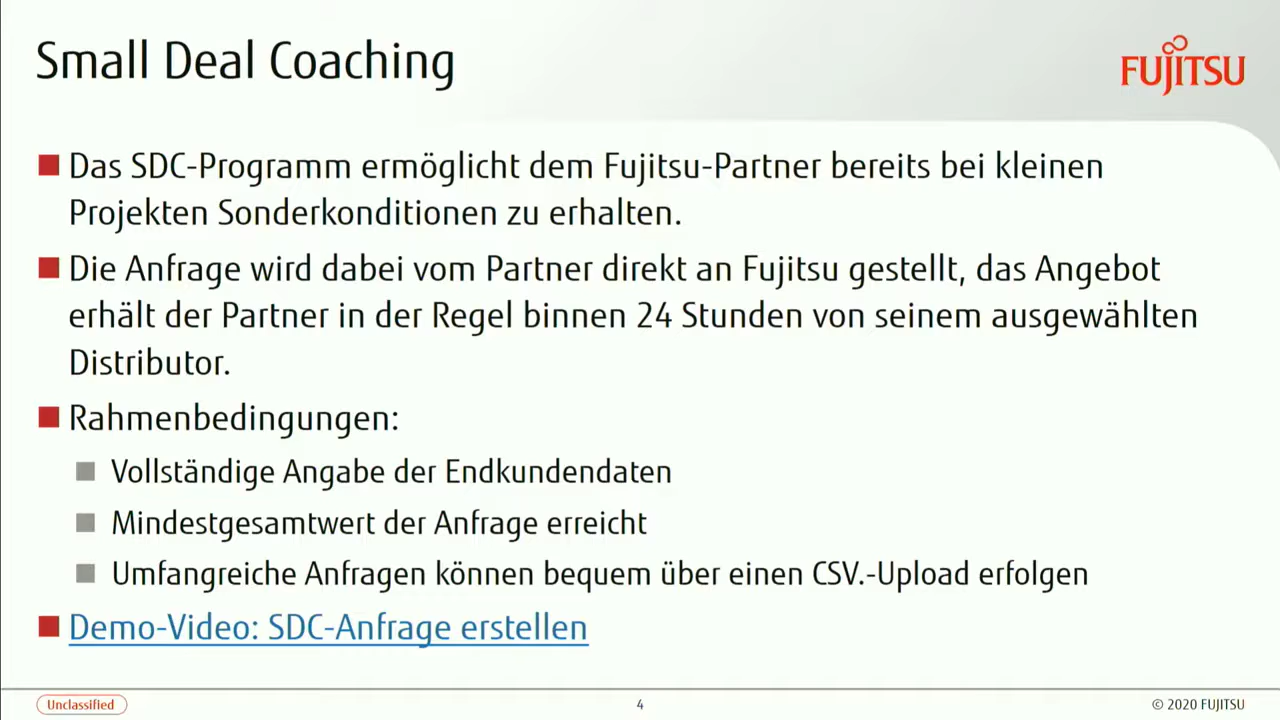 Small Deal Coaching
FUJITSU
Das SDC-Programm ermöglicht dem Fujitsu-Partner bereits bei kleinen
Projekten Sonderkonditionen zu erhalten.
Die Anfrage wird dabei vom Partner direkt an Fujitsu gestellt, das Angebot
erhält der Partner in der Regel binnen 24 Stunden von seinem ausgewählten
Distributor.
Rahmenbedingungen:
Vollständige Angabe der Endkundendaten
Mindestgesamtwert der Anfrage erreicht
Umfangreiche Anfragen können bequem über einen CSV.-Upload erfolgen
Demo-Video: SDC-Anfrage erstellen
Unclassified
4
© 2020 FUJITSU